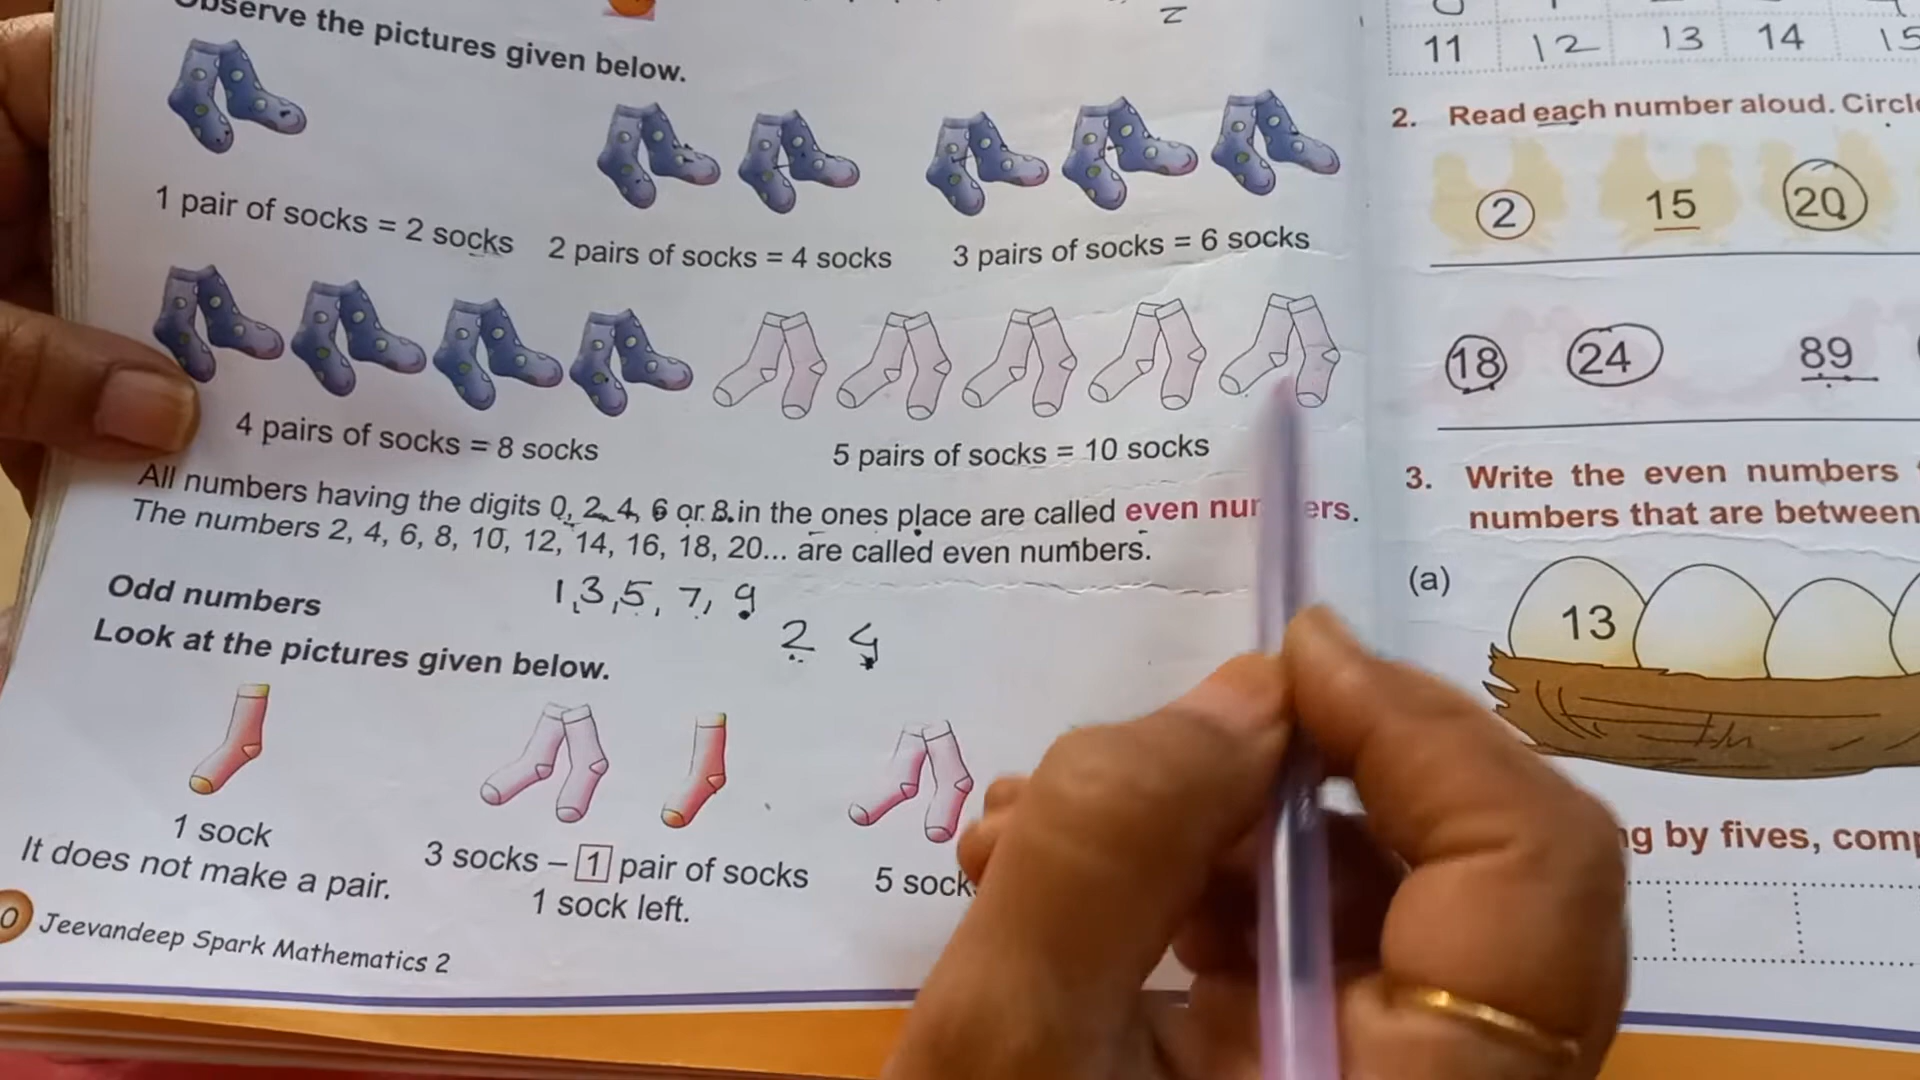 Observe the pictures given below.
1 pair of socks = 2 socks
2 pairs of socks = 4 socks
3 pairs of socks = 6 socks
4 pairs of socks = 8 socks
5 pairs of socks = 10 socks
All numbers having the digits 0, 2, 4, 6 or 8 in the ones place are called even
The numbers 2, 4, 6, 8, 10, 12, 14, 16, 18, 20... are called even numbers.
Odd numbers
1, 3, 5, 7, 9
2 4
Look at the pictures given below.
1 sock
It does not make a pair.
3 socks – 1 pair of socks
1 sock left.
5
Jeevandeep Spark Mathematics 2
11 12 13 14 15
2. Read each number aloud.
2 15 20
18 24 89
3. Write the even numbers
numbers that are between
(a)
13
by fives,